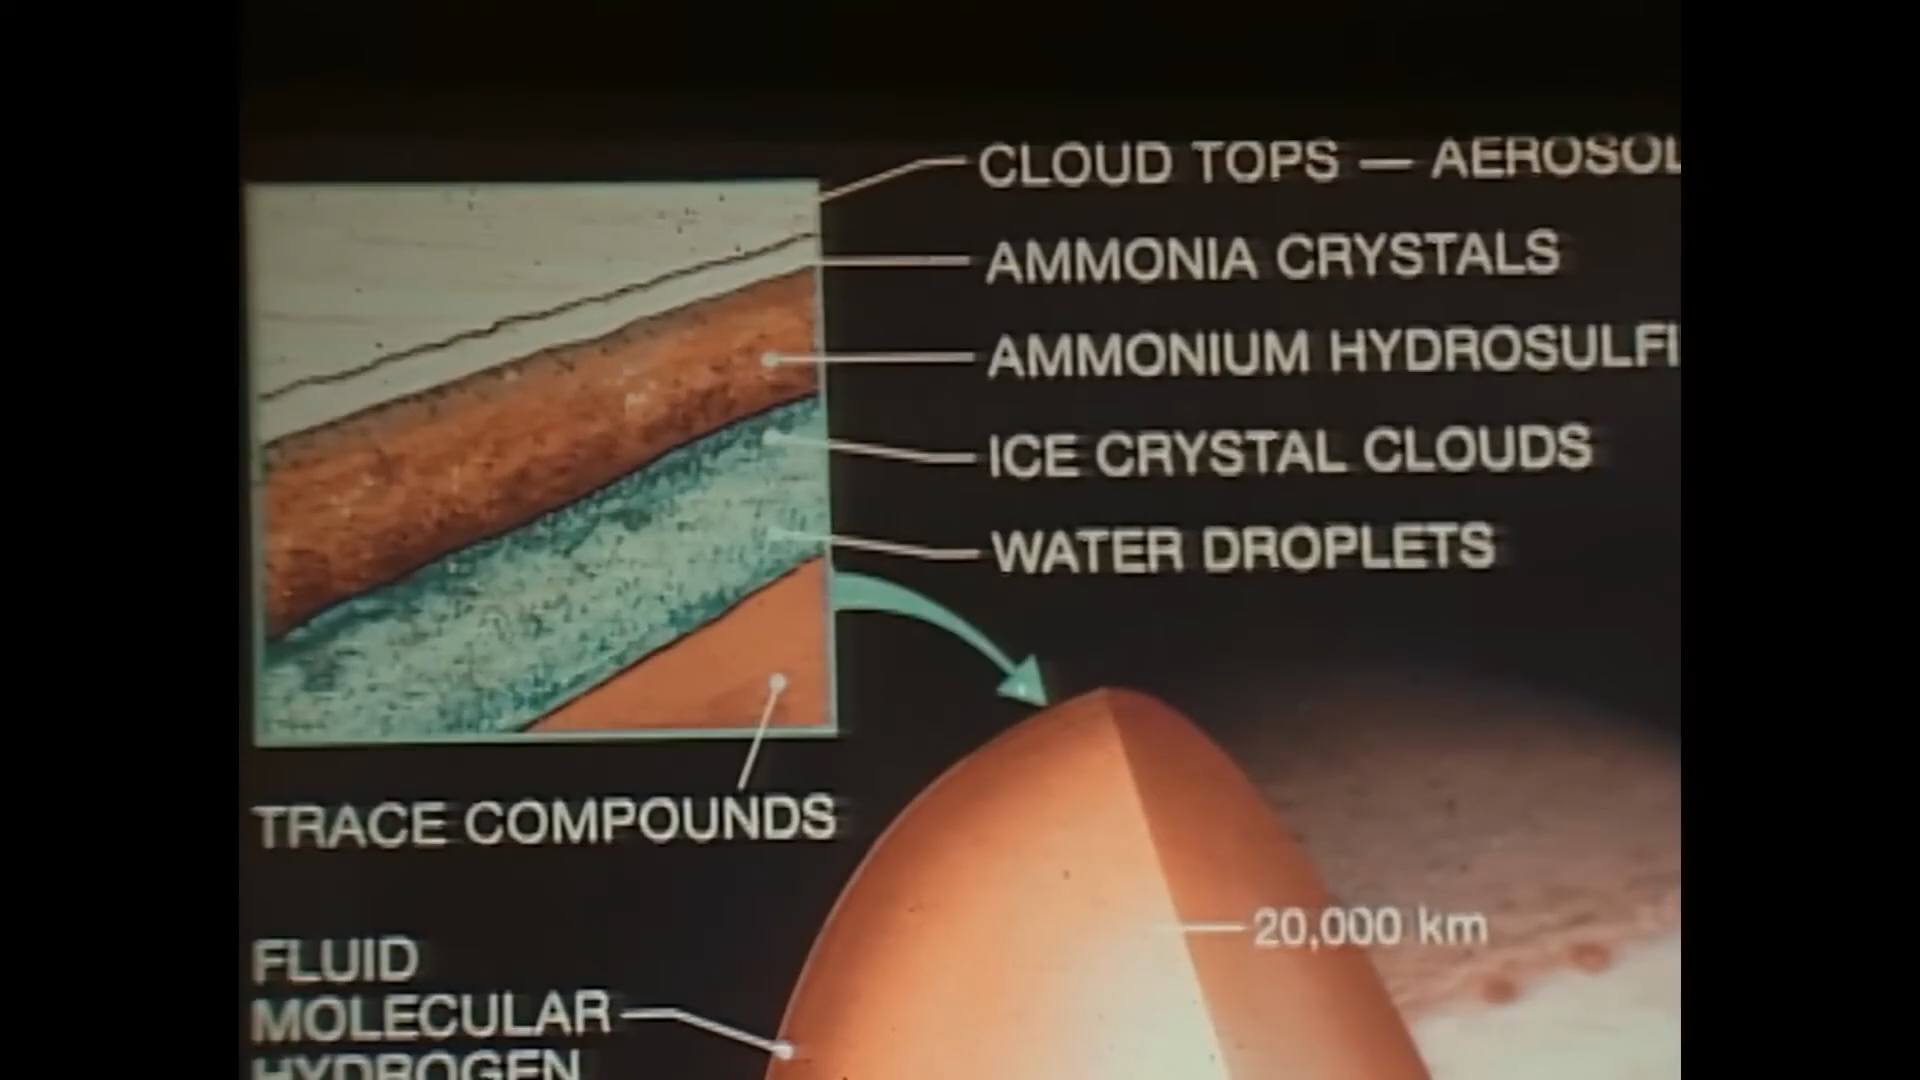 CLOUD TOPS — AEROSOL
AMMONIA CRYSTALS
AMMONIUM HYDROSULFI
ICE CRYSTAL CLOUDS
WATER DROPLETS
TRACE COMPOUNDS
20,000 km
FLUID
MOLECULAR
HYDROGEN